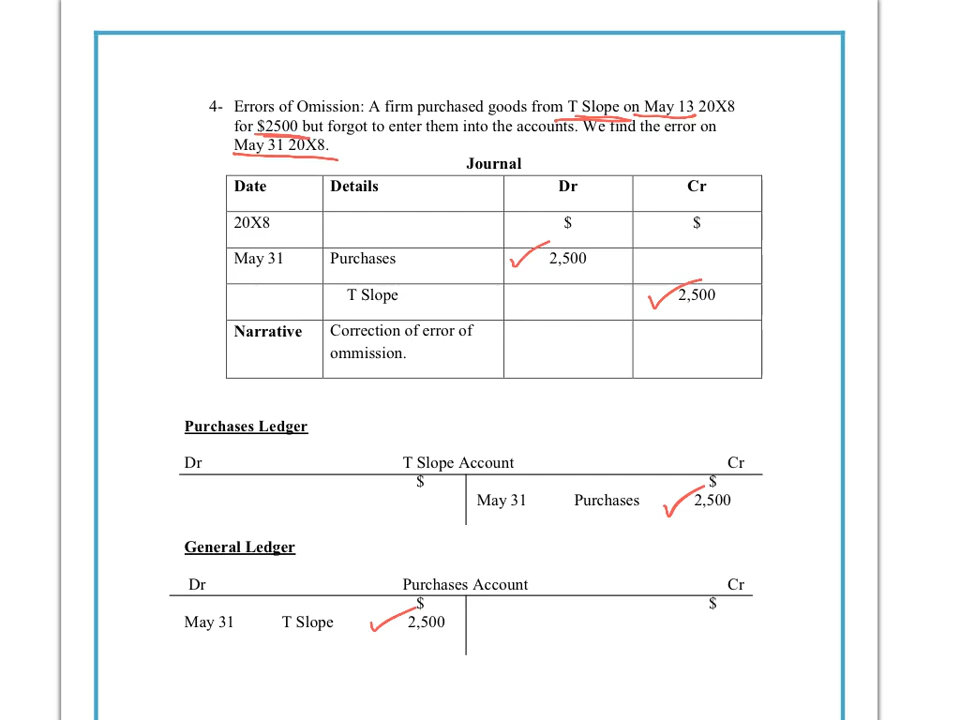 4- Errors of Omission: A firm purchased goods from T Slope on May 13 20X8
for $2500 but forgot to enter them into the accounts. We find the error on
May 31 20X8.
Journal
Date Details Dr Cr
20X8 $ $
May 31 Purchases 2,500
T Slope 2,500
Narrative Correction of error of
ommission.
Purchases Ledger
Dr T Slope Account Cr
$ $
May 31 Purchases 2,500
General Ledger
Dr Purchases Account Cr
$ $
May 31 T Slope 2,500